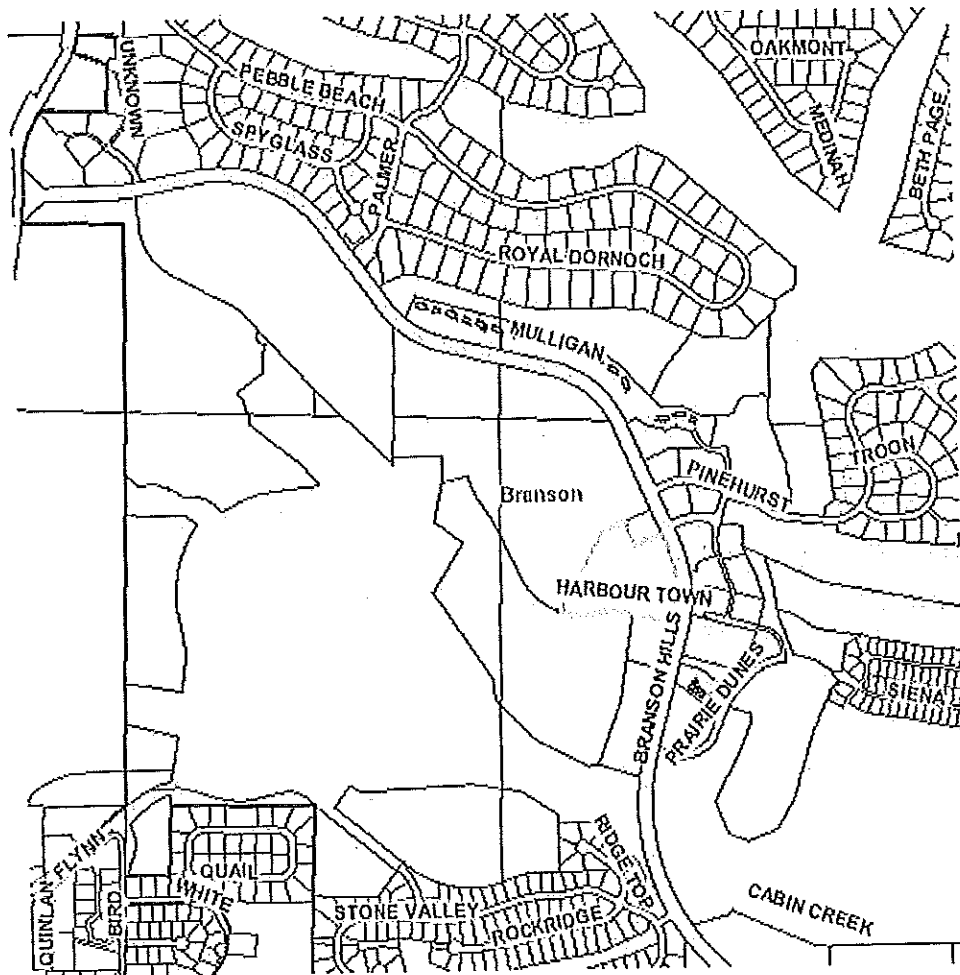 OAKMONT
UNKNOWN
PEBBLE BEACH
MEDINAH
BETH PAGE
SPYGLASS
PALMER
ROYAL DORNOCH
MULLIGAN
TROON
PINEHURST
Branson
HARBOUR TOWN
BRANSON HILLS
PRAIRIE DUNES
SIENA
FLYNN
RIDGE TOP
QUAIL
WHITE
QUINLAN
BIRD
STONE VALLEY
ROCKRIDGE
CABIN CREEK